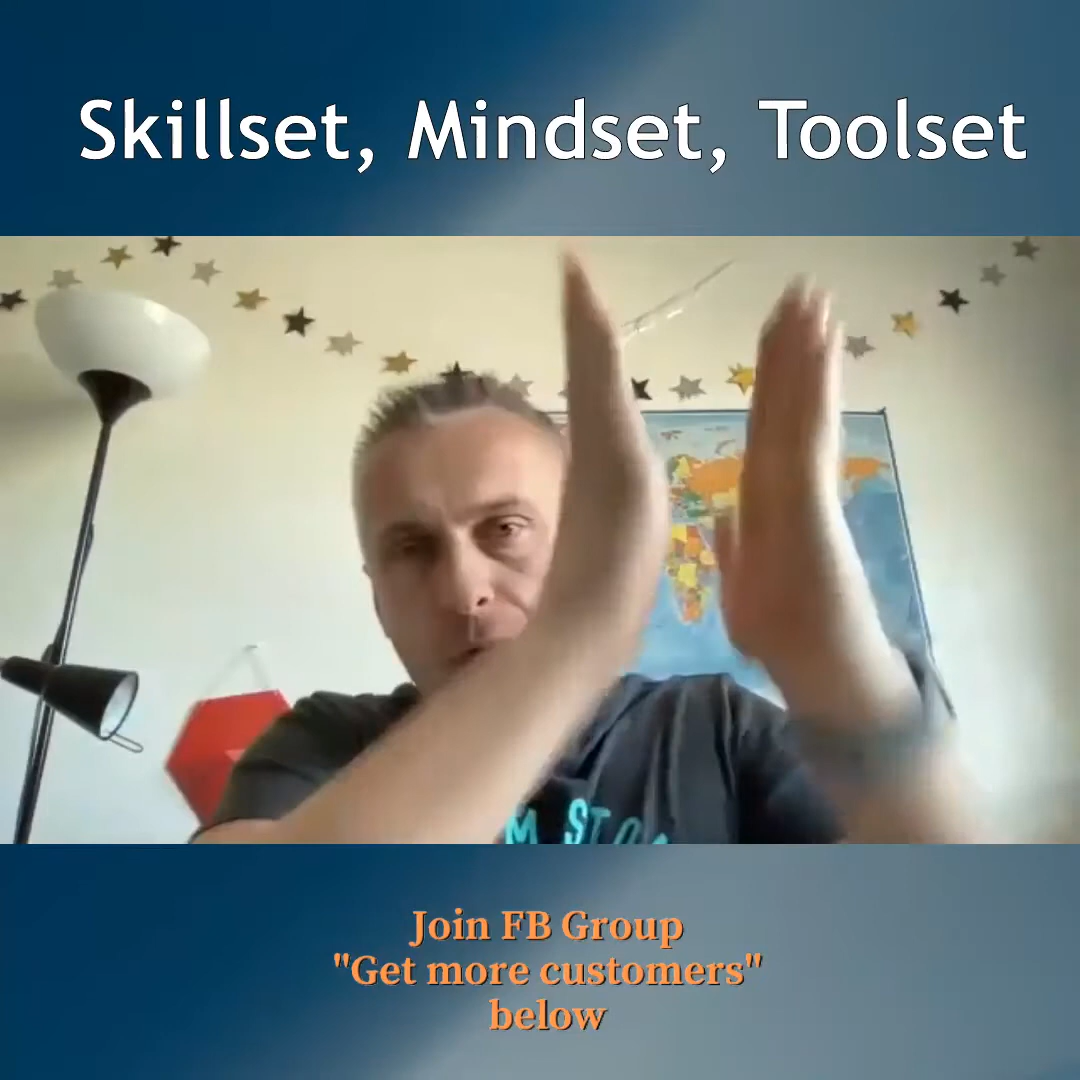 Skillset, Mindset, Toolset
Join FB Group
"Get more customers"
below